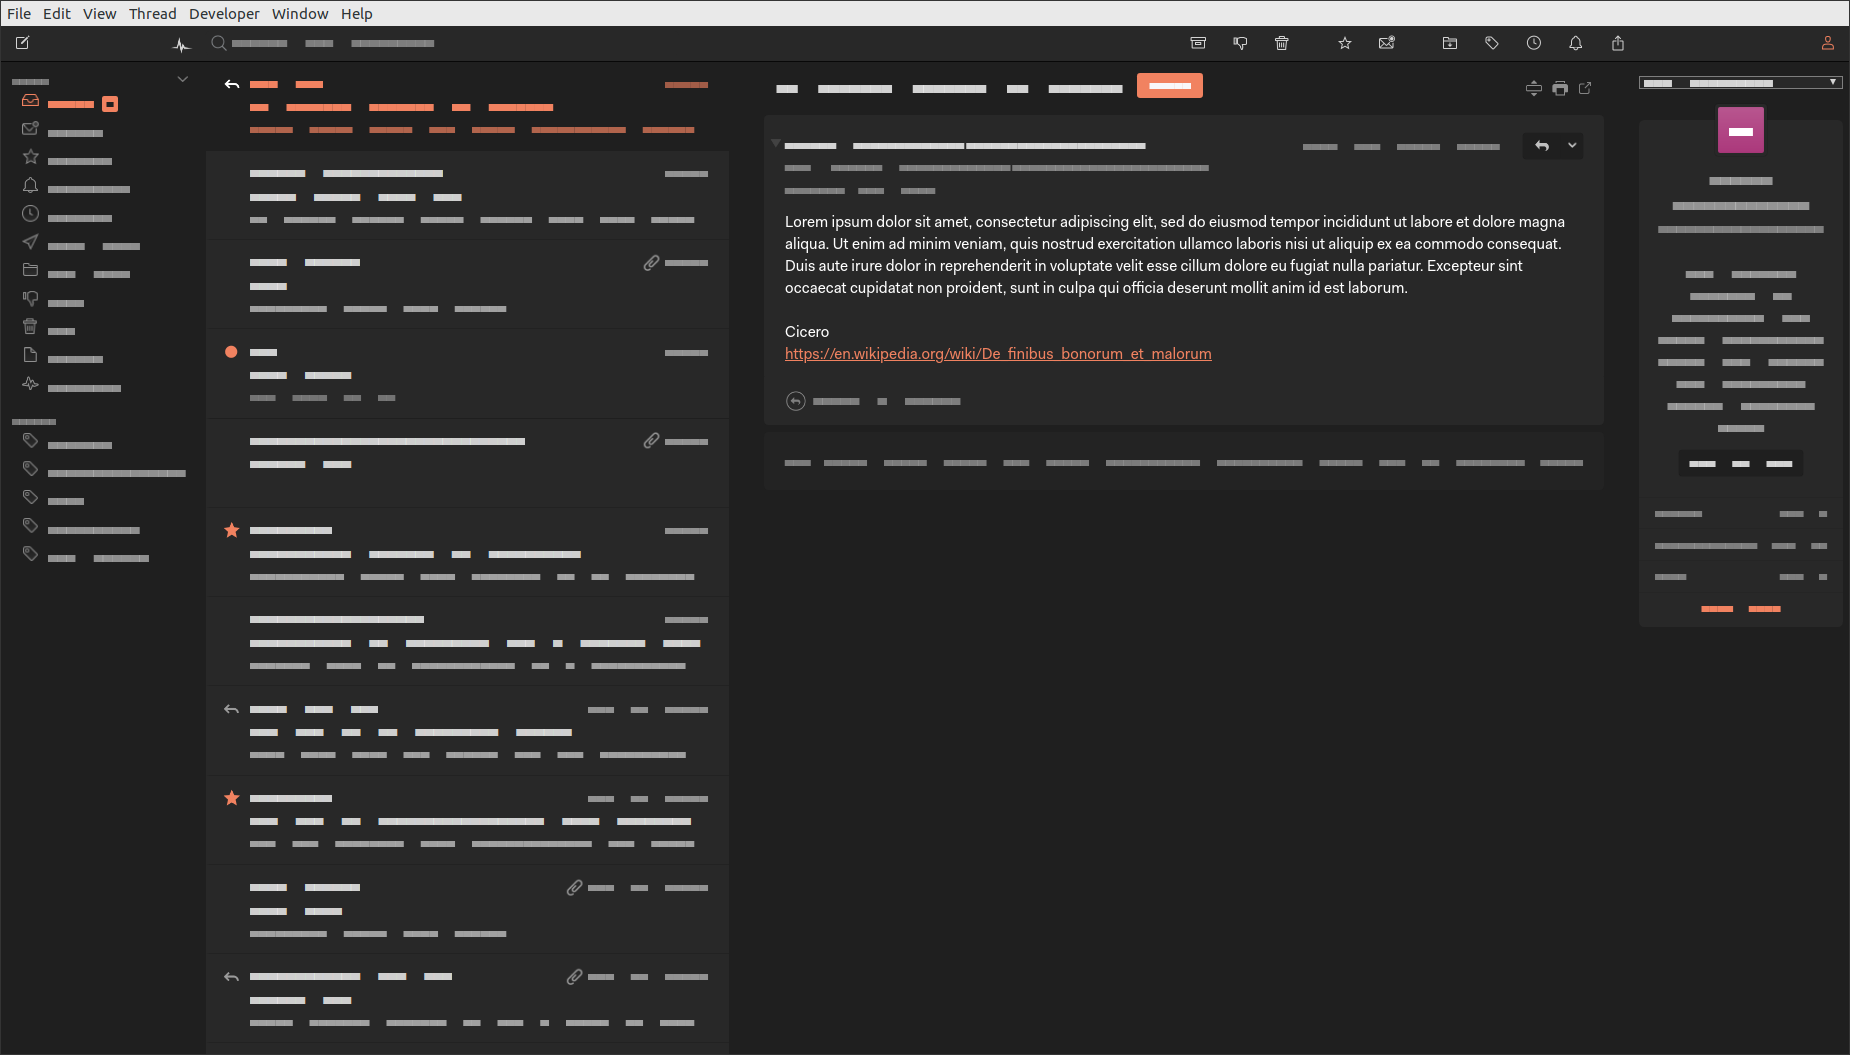 File Edit View Thread Developer Window Help
Lorem ipsum dolor sit amet, consectetur adipiscing elit, sed do eiusmod tempor incididunt ut labore et dolore magna
aliqua. Ut enim ad minim veniam, quis nostrud exercitation ullamco laboris nisi ut aliquip ex ea commodo consequat.
Duis aute irure dolor in reprehenderit in voluptate velit esse cillum dolore eu fugiat nulla pariatur. Excepteur sint
occaecat cupidatat non proident, sunt in culpa qui officia deserunt mollit anim id est laborum.
Cicero
https://en.wikipedia.org/wiki/De_finibus_bonorum_et_malorum